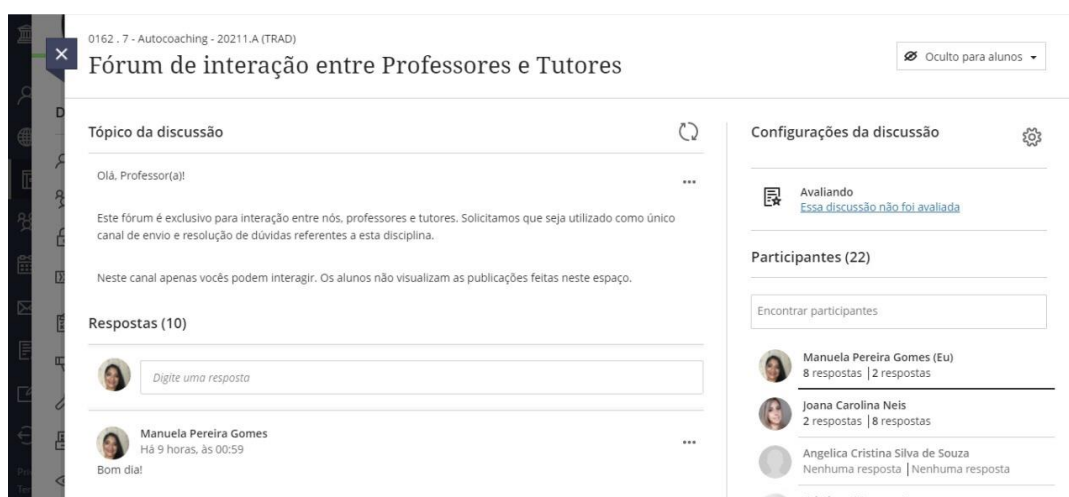 0162 . 7 - Autocoaching - 20211.A (TRAD)
Fórum de interação entre Professores e Tutores
Oculto para alunos
Tópico da discussão
Olá, Professor(a)!
Este fórum é exclusivo para interação entre nós, professores e tutores. Solicitamos que seja utilizado como único
canal de envio e resolução de dúvidas referentes a esta disciplina.
Neste canal apenas vocês podem interagir. Os alunos não visualizam as publicações feitas neste espaço.
Respostas (10)
Digite uma resposta
Manuela Pereira Gomes
Há 9 horas, às 00:59
Bom dia!
Configurações da discussão
Avaliando
Essa discussão não foi avaliada
Participantes (22)
Encontrar participantes
Manuela Pereira Gomes (Eu)
8 respostas | 2 respostas
Joana Carolina Neis
2 respostas | 8 respostas
Angelica Cristina Silva de Souza
Nenhuma resposta | Nenhuma resposta